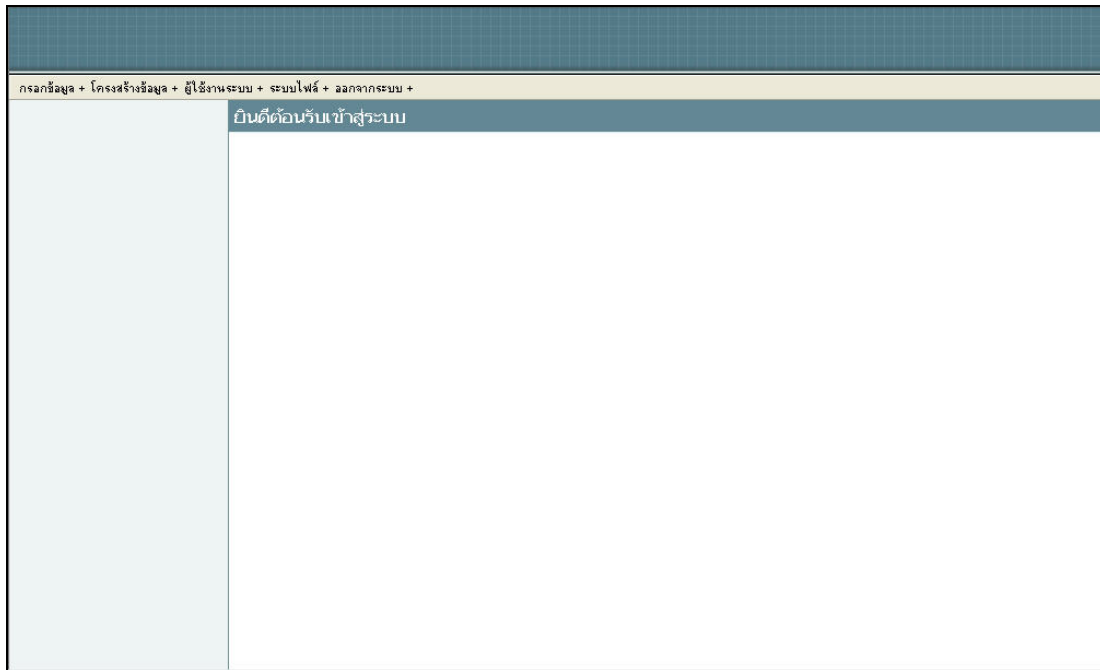 กรอกข้อมูล + โครงสร้างข้อมูล + ผู้ใช้งานระบบ + ระบบไฟล์ + ออกจากระบบ +
ยินดีต้อนรับเข้าสู่ระบบ